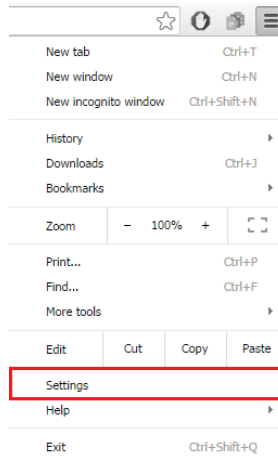 New tab Ctrl+T
New window Ctrl+N
New incognito window Ctrl+Shift+N
History
Downloads Ctrl+J
Bookmarks
Zoom − 100% +
Print... Ctrl+P
Find... Ctrl+F
More tools
Edit Cut Copy Paste
Settings
Help
Exit Ctrl+Shift+Q